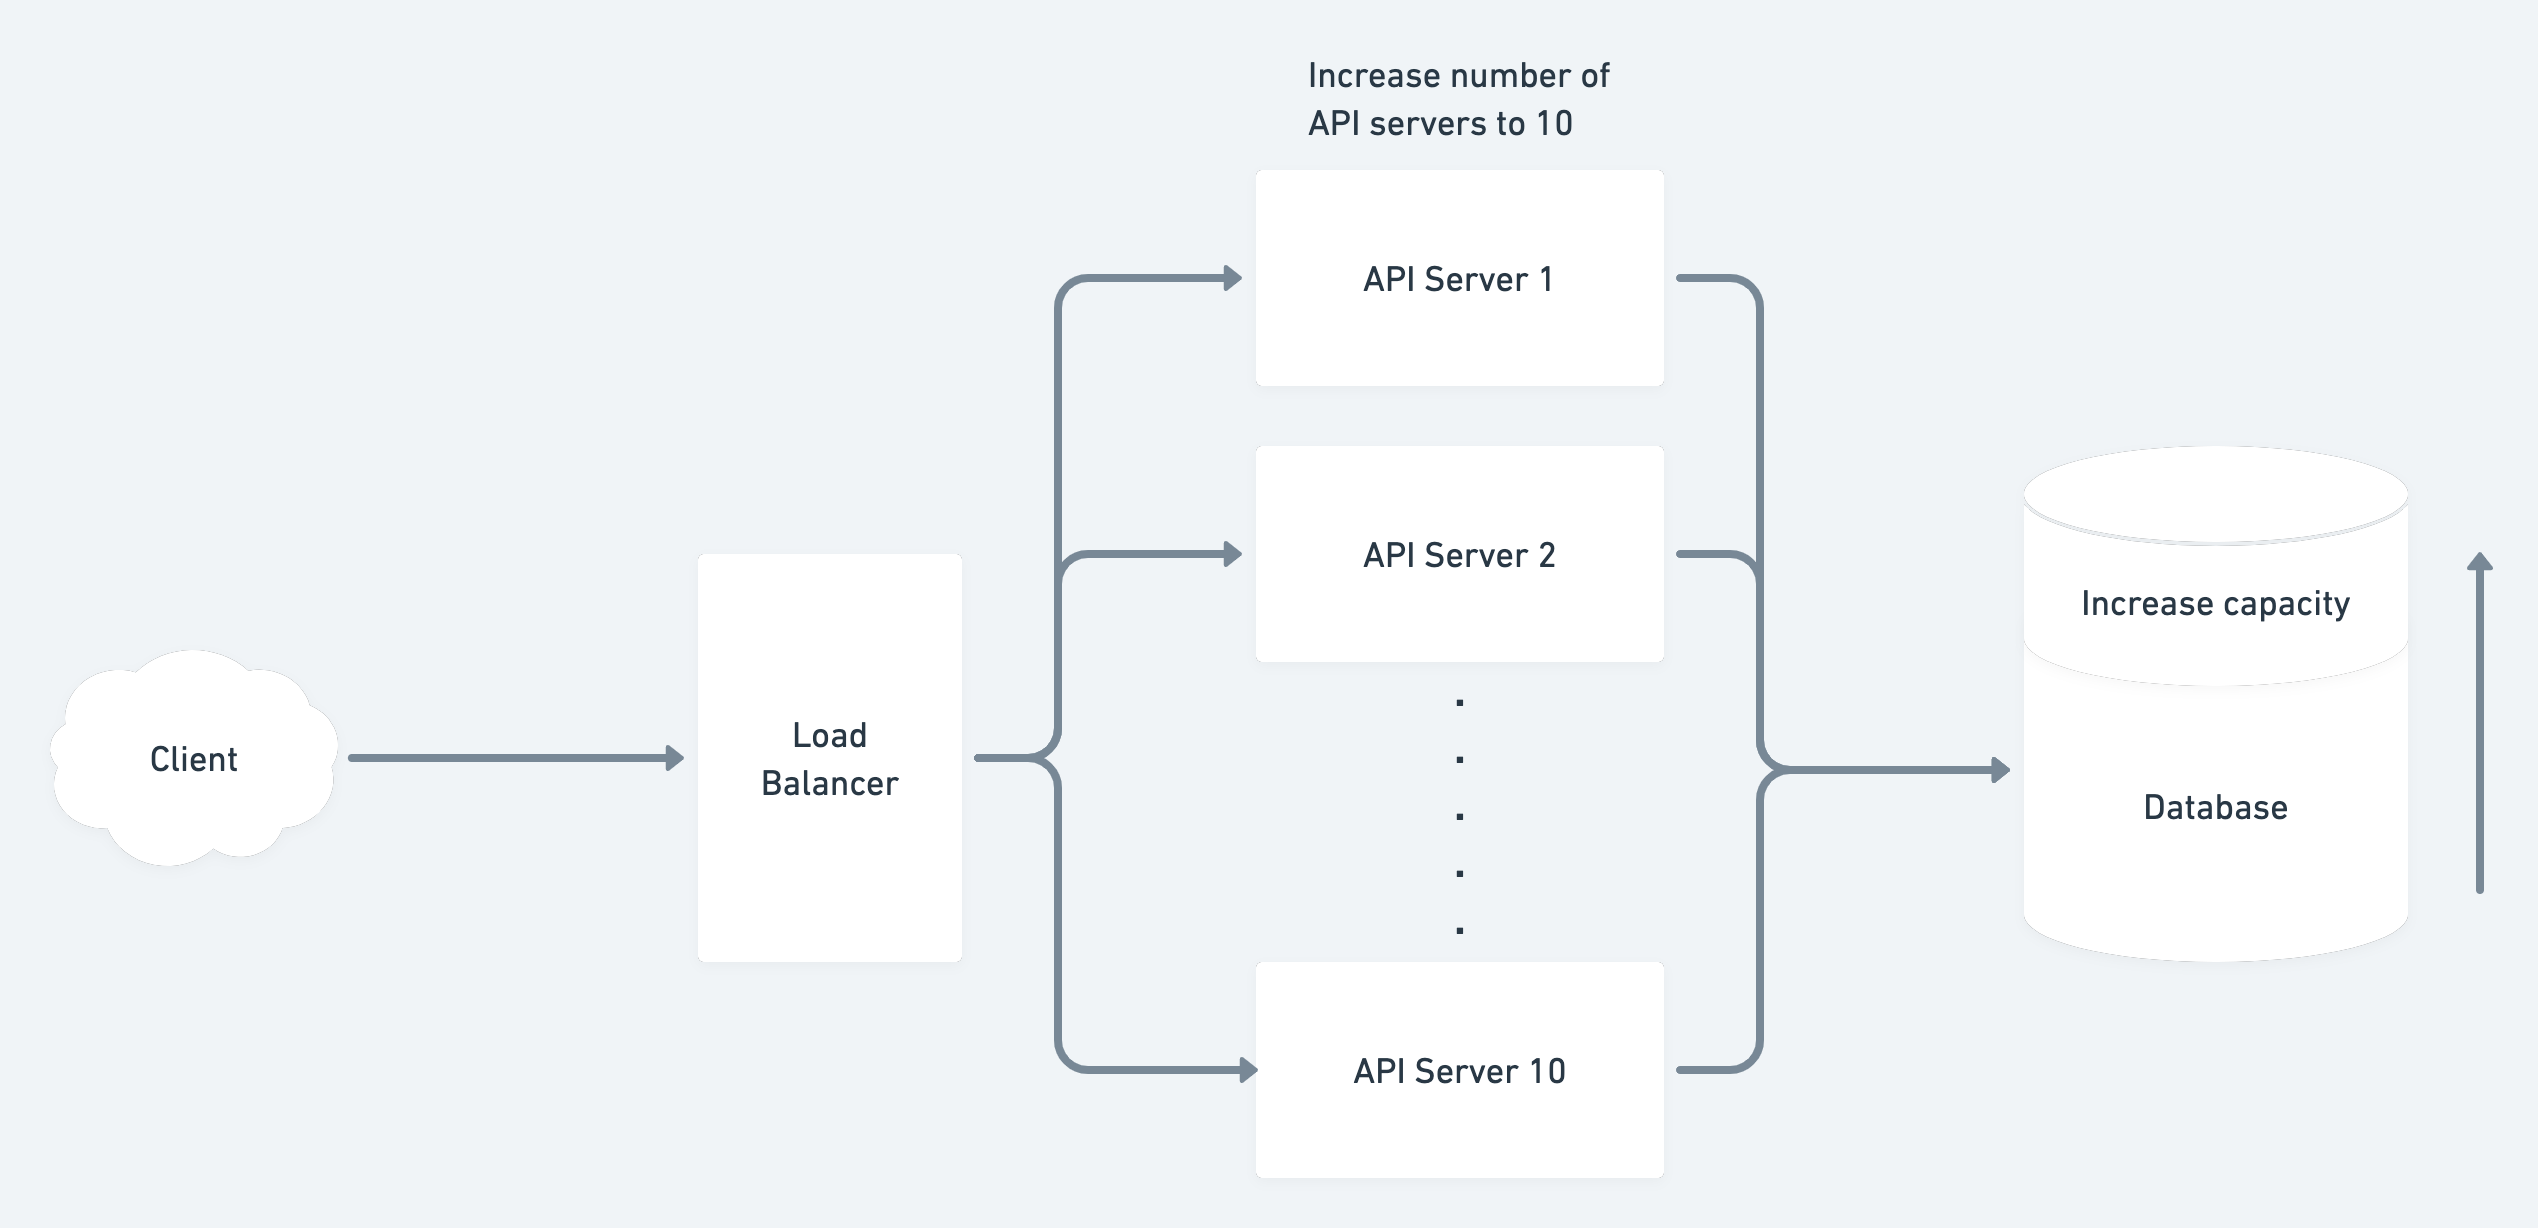 Increase number of
API servers to 10
API Server 1
API Server 2
.
.
.
.
.
API Server 10
Client
Load
Balancer
Increase capacity
Database